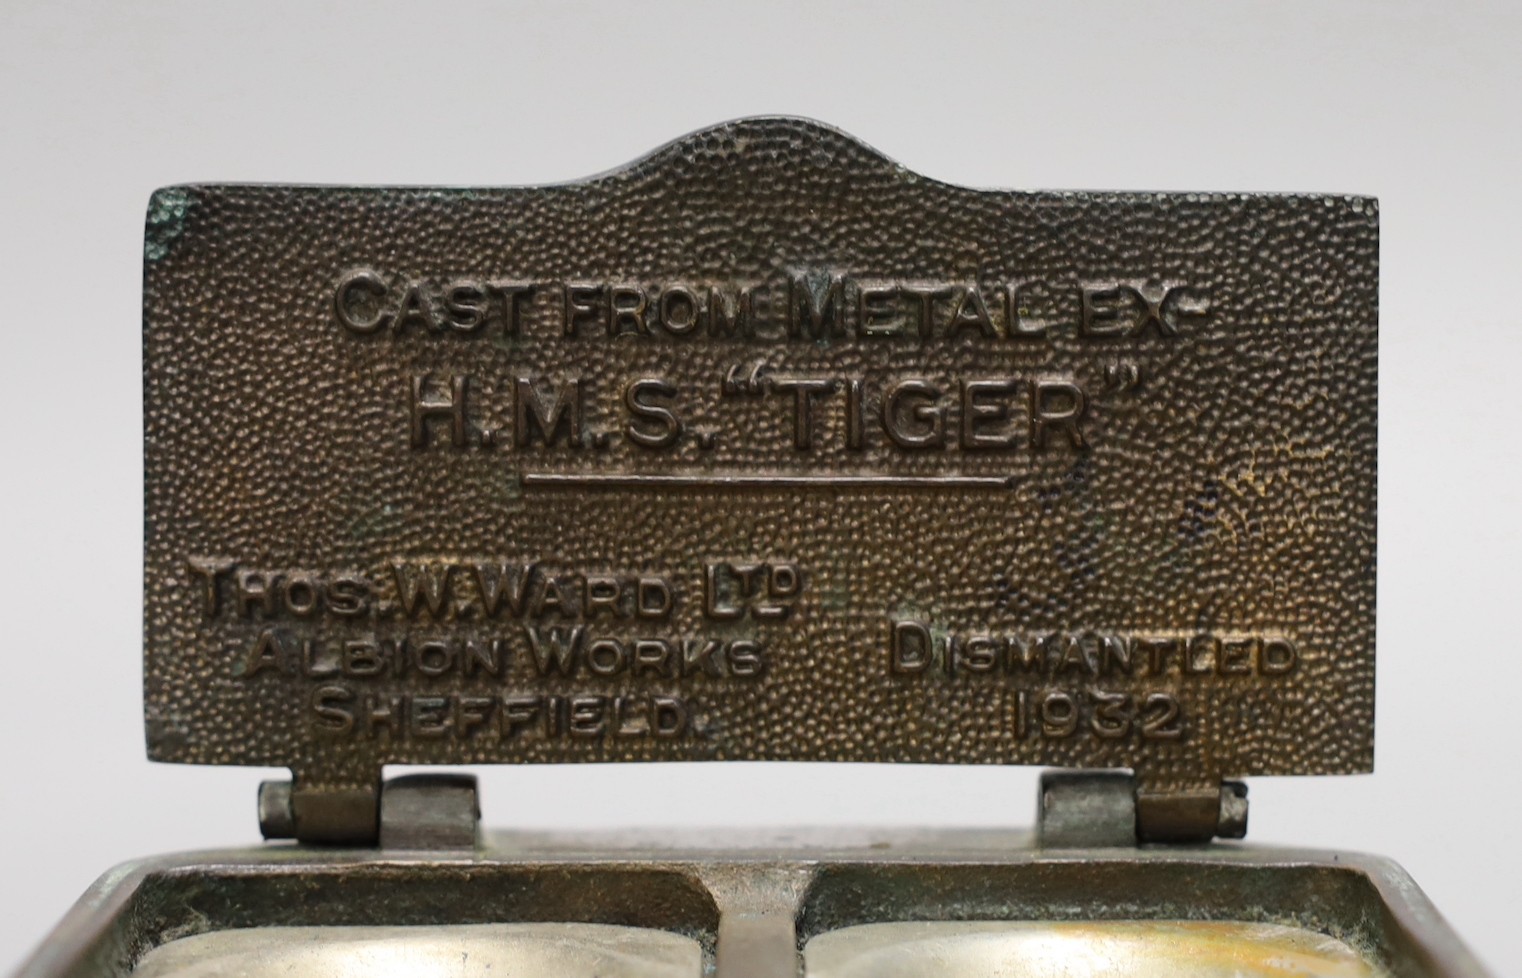 CAST FROM METAL EX-
H.M.S. "TIGER"
THOS. W. WARD LTD
ALBION WORKS
SHEFFIELD.
DISMANTLED
1932